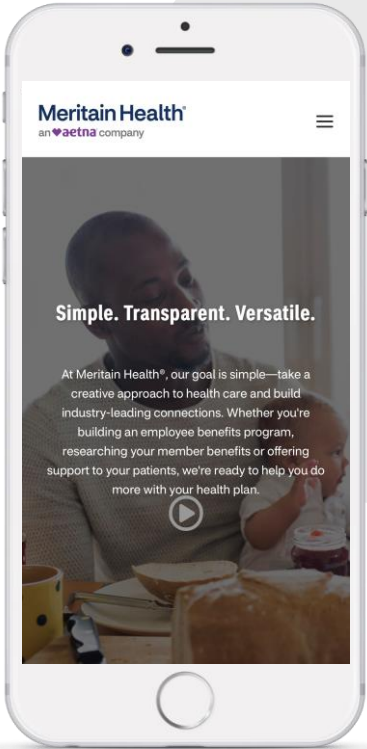 Meritain Health®
an aetna company
Simple. Transparent. Versatile.
At Meritain Health®, our goal is simple—take a
creative approach to health care and build
industry-leading connections. Whether you're
building an employee benefits program,
researching your member benefits or offering
support to your patients, we're ready to help you do
more with your health plan.